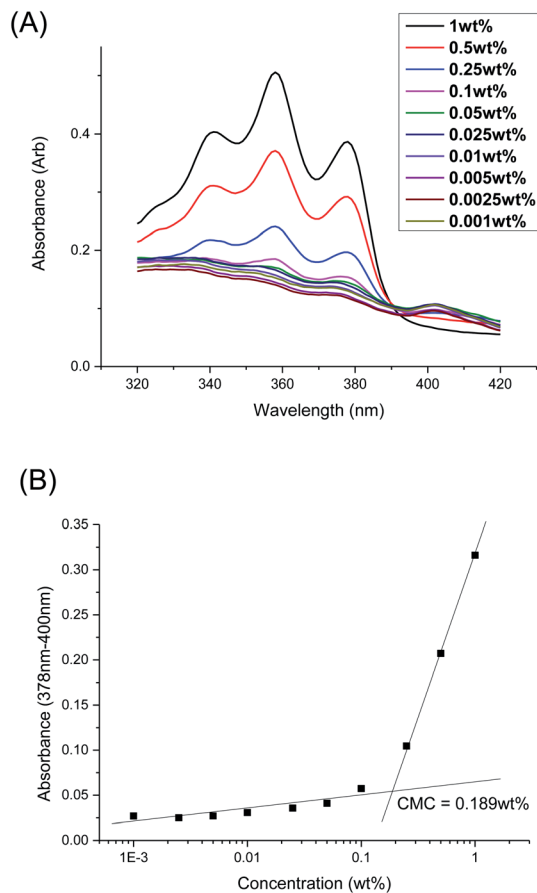 (A)
1wt%
0.5wt%
0.25wt%
0.1wt%
0.05wt%
0.025wt%
0.01wt%
0.005wt%
0.0025wt%
0.001wt%
0.4
0.2
0.0
Absorbance (Arb)
320 340 360 380 400 420
Wavelength (nm)
(B)
0.35
0.30
0.25
0.20
0.15
0.10
0.05
0.00
Absorbance (378nm-400nm)
CMC = 0.189wt%
1E-3 0.01 0.1 1
Concentration (wt%)